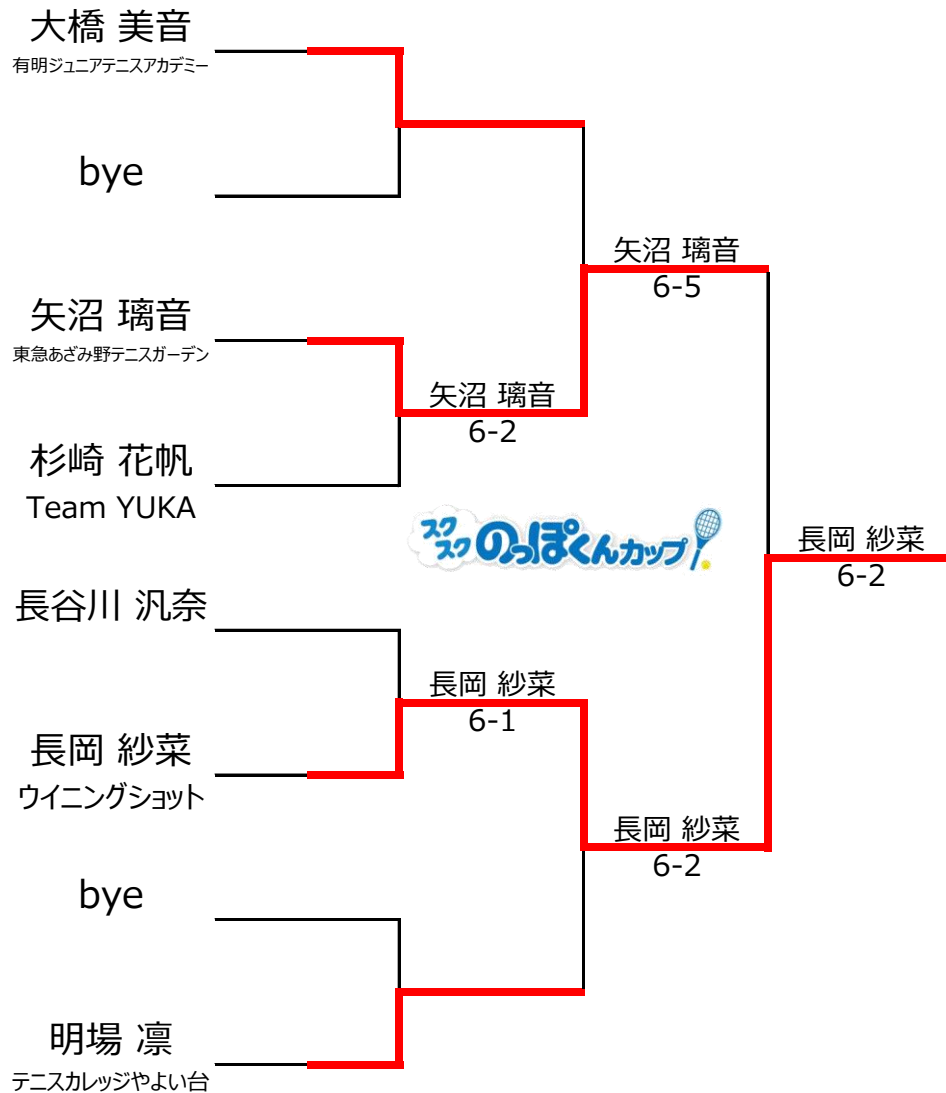 大橋 美音
有明ジュニアテニスアカデミー
bye
矢沼 璃音
6-5
矢沼 璃音
東急あざみ野テニスガーデン
矢沼 璃音
6-2
杉崎 花帆
Team YUKA
スクスク のっぽくんカップ
長岡 紗菜
6-2
長谷川 汎奈
長岡 紗菜
6-1
長岡 紗菜
ウイニングショット
長岡 紗菜
6-2
bye
明場 凛
テニスカレッジやよい台